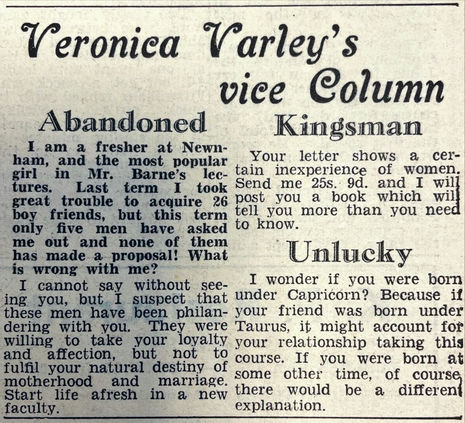 Veronica Varley's
vice Column
Abandoned
I am a fresher at Newn-
ham, and the most popular
girl in Mr. Barne's lec-
tures. Last term I took
great trouble to acquire 26
boy friends, but this term
only five men have asked
me out and none of them
has made a proposal! What
is wrong with me?
I cannot say without see-
ing you, but I suspect that
these men have been philan-
dering with you. They were
willing to take your loyalty
and affection, but not to
fulfil your natural destiny of
motherhood and marriage.
Start life afresh in a new
faculty.
Kingsman
Your letter shows a cer-
tain inexperience of women.
Send me 25s. 9d. and I will
post you a book which will
tell you more than you need
to know.
Unlucky
I wonder if you were born
under Capricorn? Because if
your friend was born under
Taurus, it might account for
your relationship taking this
course. If you were born at
some other time, of course,
there would be a different
explanation.